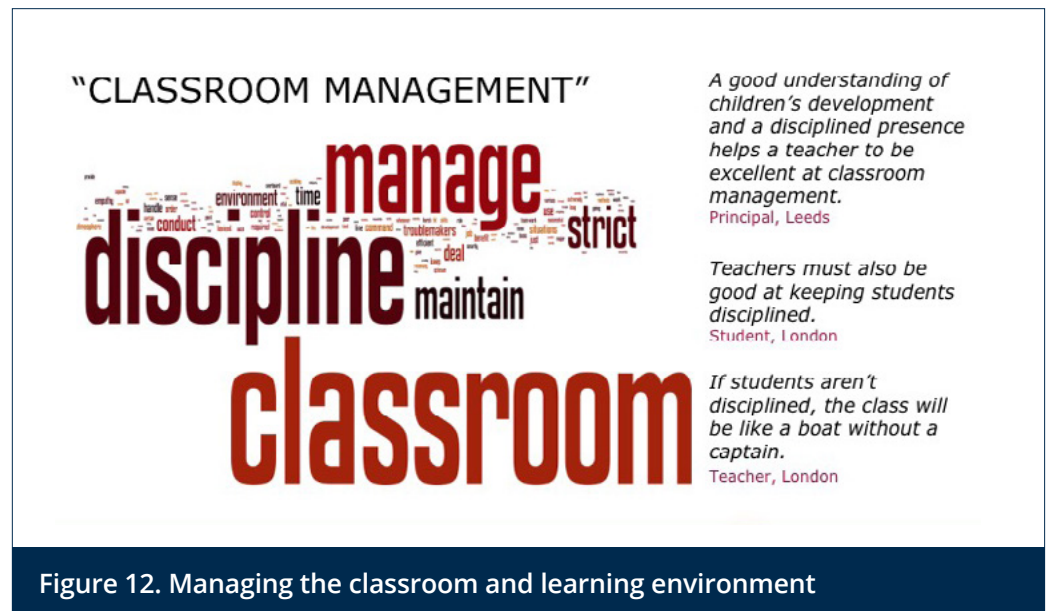 “CLASSROOM MANAGEMENT”
manage
environment time
handle
control
conduct
command troublemakers
strict
discipline
deal
maintain
classroom
A good understanding of
children’s development
and a disciplined presence
helps a teacher to be
excellent at classroom
management.
Principal, Leeds
Teachers must also be
good at keeping students
disciplined.
Student, London
If students aren’t
disciplined, the class will
be like a boat without a
captain.
Teacher, London
Figure 12. Managing the classroom and learning environment